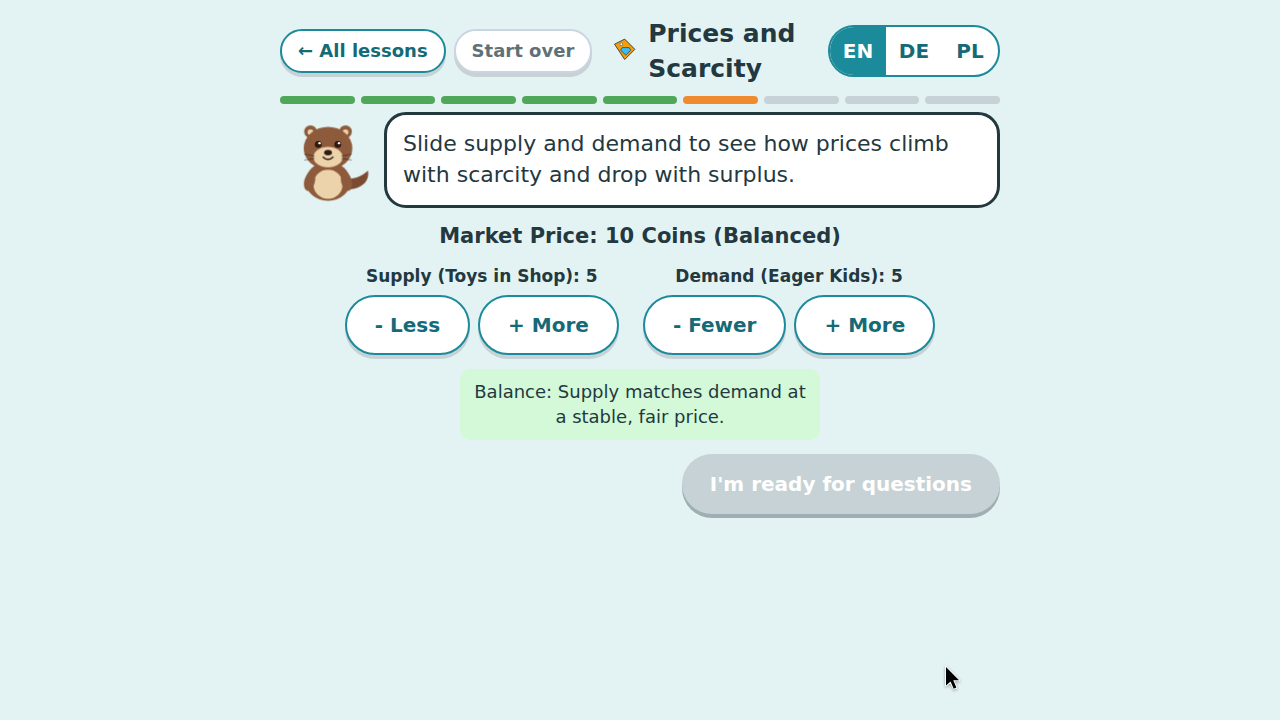 ← All lessons
Start over
Prices and
Scarcity
EN DE PL
Slide supply and demand to see how prices climb
with scarcity and drop with surplus.
Market Price: 10 Coins (Balanced)
Supply (Toys in Shop): 5
Demand (Eager Kids): 5
- Less
+ More
- Fewer
+ More
Balance: Supply matches demand at
a stable, fair price.
I'm ready for questions